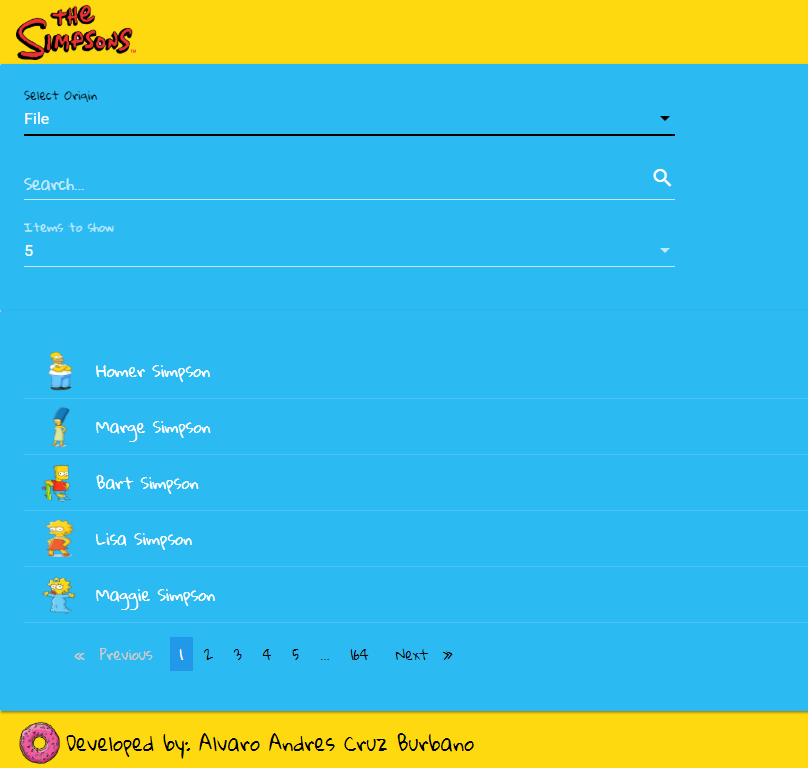 THE
SIMPSONS™
Select Origin
File
Search...
Items to show
5
Homer Simpson
Marge Simpson
Bart Simpson
Lisa Simpson
Maggie Simpson
« Previous 1 2 3 4 5 ... 164 Next »
Developed by: Alvaro Andres Cruz Burbano